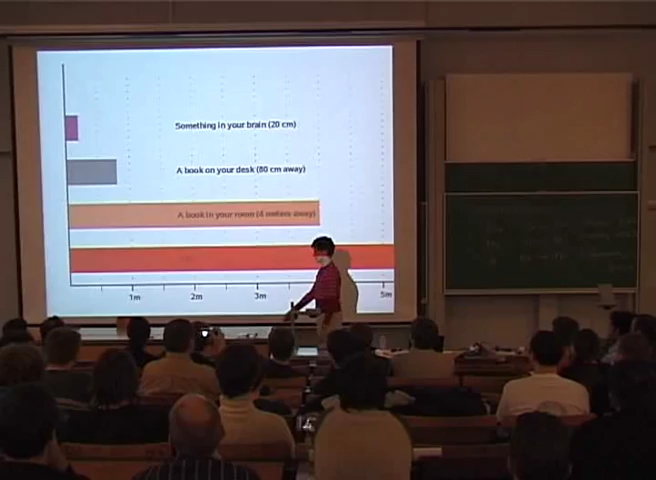 Something in your brain (20 cm)
A book on your desk (80 cm away)
A book in your room (4 meters away)
1m
2m
3m
5m